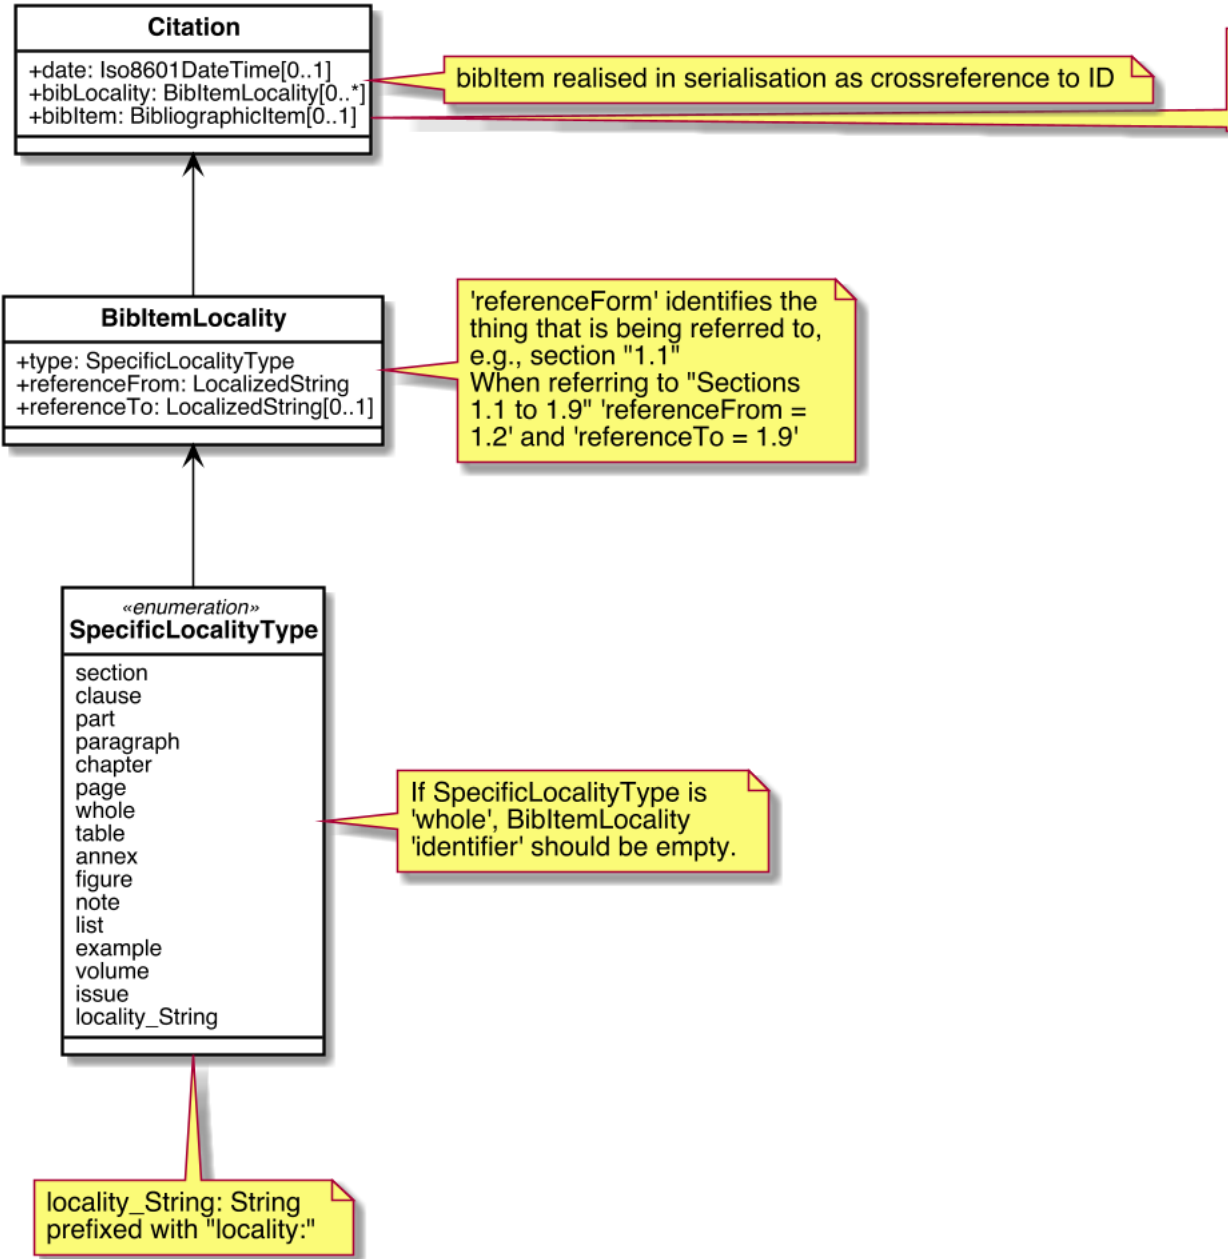 Citation
+date: Iso8601DateTime[0..1]
+bibLocality: BibItemLocality[0..*]
+bibItem: BibliographicItem[0..1]
bibItem realised in serialisation as crossreference to ID
BibItemLocality
+type: SpecificLocalityType
+referenceFrom: LocalizedString
+referenceTo: LocalizedString[0..1]
'referenceForm' identifies the
thing that is being referred to,
e.g., section "1.1"
When referring to "Sections
1.1 to 1.9" 'referenceFrom =
1.2' and 'referenceTo = 1.9'
«enumeration»
SpecificLocalityType
section
clause
part
paragraph
chapter
page
whole
table
annex
figure
note
list
example
volume
issue
locality_String
If SpecificLocalityType is
'whole', BibItemLocality
'identifier' should be empty.
locality_String: String
prefixed with "locality:"